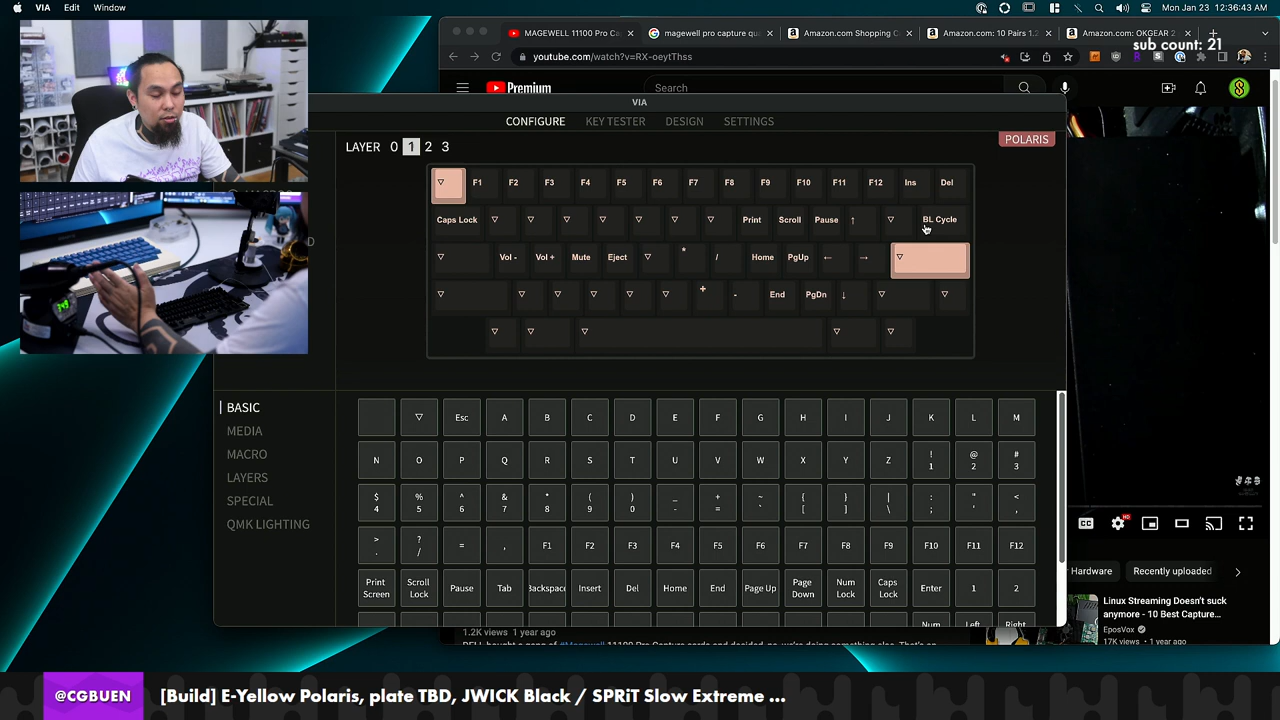 VIA Edit Window
Mon Jan 23 12:36:43 AM
sub count: 21
MAGEWELL 11100 Pro Ca
magewell pro capture qu
Amazon.com Shopping C
Amazon.com: 10 Pairs 1.2
Amazon.com: OKGEAR 2
youtube.com/watch?v=RX-oeytThss
Premium
Search
VIA
CONFIGURE KEY TESTER DESIGN SETTINGS
LAYER 0 1 2 3
POLARIS
▽ F1 F2 F3 F4 F5 F6 F7 F8 F9 F10 F11 F12 Ins Del
Caps Lock ▽ ▽ ▽ ▽ ▽ ▽ ▽ Print Scroll Pause ↑ ▽ BL Cycle
▽ Vol - Vol + Mute Eject ▽ * / Home PgUp ← → ▽
▽ ▽ ▽ ▽ ▽ ▽ + - End PgDn ↓ ▽ ▽
▽ ▽ ▽ ▽ ▽
BASIC
MEDIA
MACRO
LAYERS
SPECIAL
QMK LIGHTING
▽ Esc A B C D E F G H I J K L M
N O P Q R S T U V W X Y Z ! 1 @ 2 # 3
$ 4 % 5 ^ 6 & 7 * 8 ( 9 ) 0 _ - + = ~ ` { [ } ] | \ : ; " ' < ,
> . ? / = , F1 F2 F3 F4 F5 F6 F7 F8 F9 F10 F11 F12
Print Screen Scroll Lock Pause Tab Backspace Insert Del Home End Page Up Page Down Num Lock Caps Lock Enter 1 2
Num Left Right
CC HD
Hardware Recently uploaded
Linux Streaming Doesn't suck
anymore - 10 Best Capture...
EposVox
17K views • 1 year ago
1.2K views 1 year ago
@CGBUEN
[Build] E-Yellow Polaris, plate TBD, JWICK Black / SPRiT Slow Extreme ...